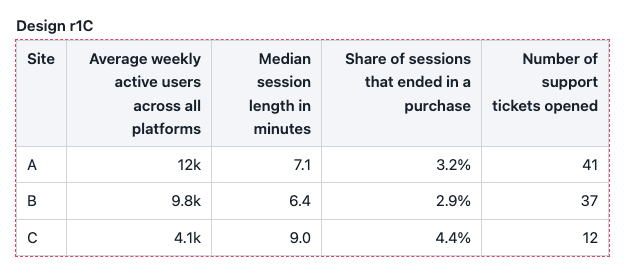 Design r1C
Site
Average weekly
active users
across all
platforms
Median
session
length in
minutes
Share of sessions
that ended in a
purchase
Number of
support
tickets opened
A 12k 7.1 3.2% 41
B 9.8k 6.4 2.9% 37
C 4.1k 9.0 4.4% 12